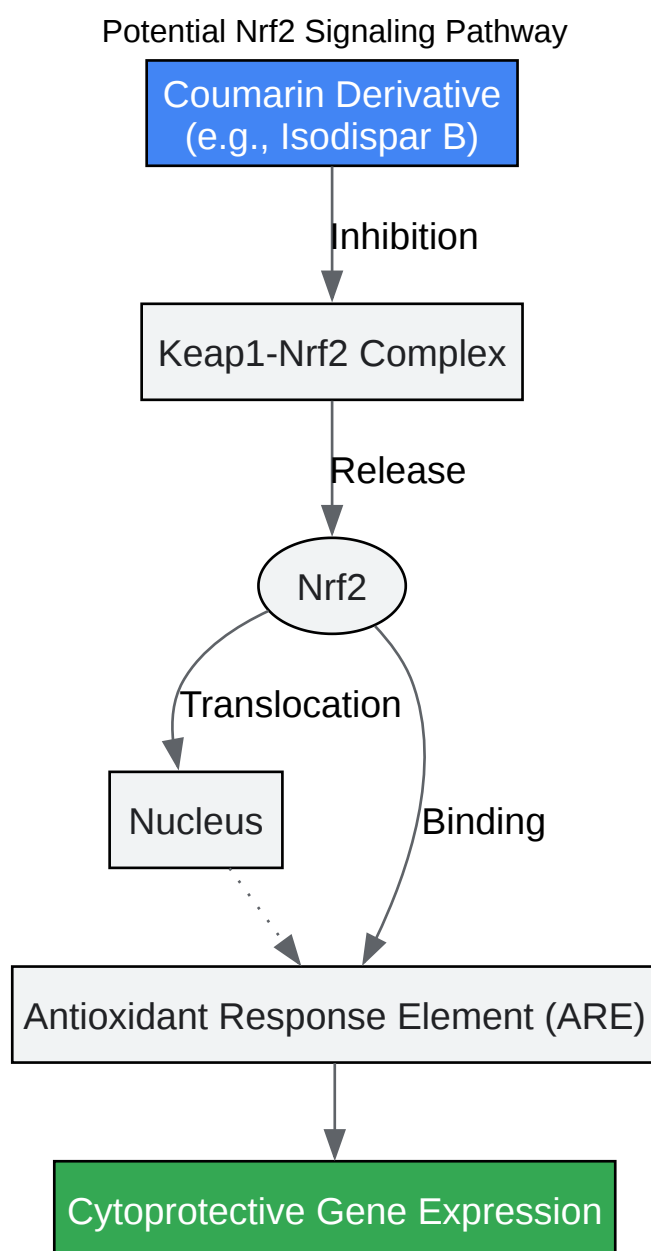 Potential Nrf2 Signaling Pathway
Coumarin Derivative
(e.g., Isodispar B)
Inhibition
Keap1-Nrf2 Complex
Release
Nrf2
Translocation
Nucleus
Binding
Antioxidant Response Element (ARE)
Cytoprotective Gene Expression